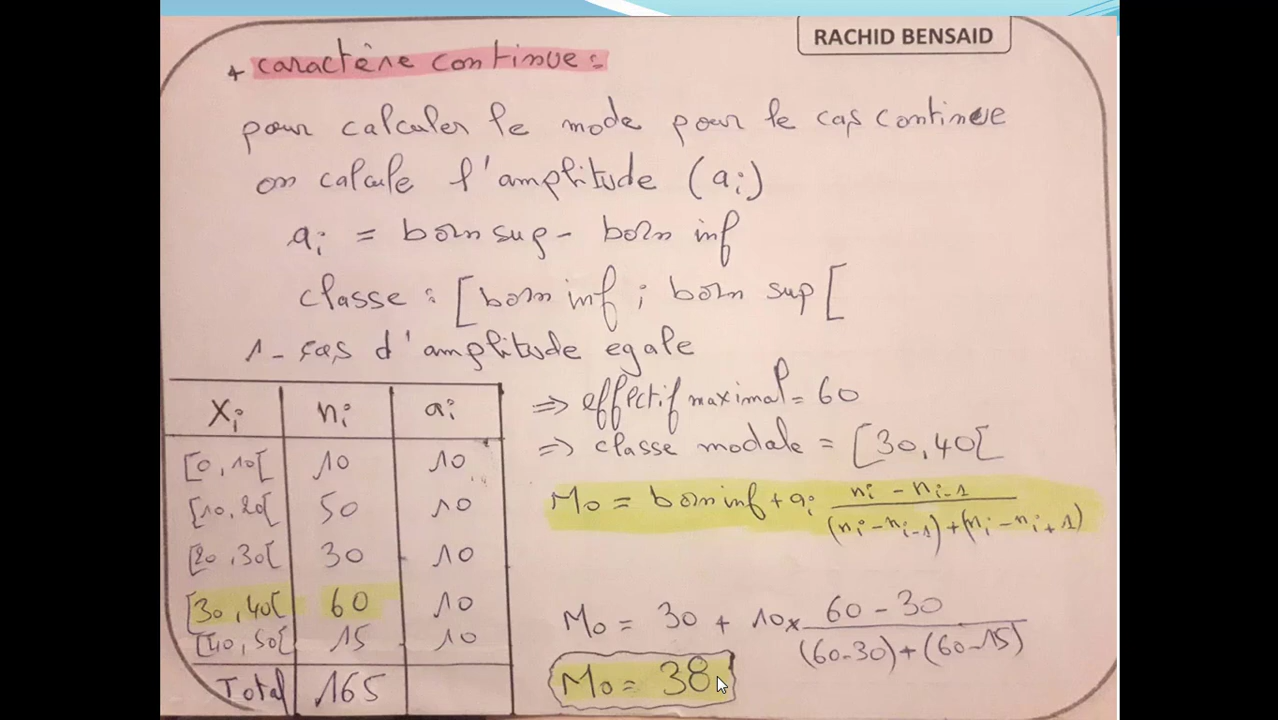 RACHID BENSAID
+ caractère continue :
pour calculer le mode pour le cas continue
on calcule l'amplitude (ai)
ai = born sup - born inf
classe : [born inf ; born sup[
1 - cas d'amplitude egale
Xi ni ai
[0, 10[ 10 10
[10, 20[ 50 10
[20, 30[ 30 10
[30, 40[ 60 10
[40, 50[ 15 10
Total 165
⇒ effectif maximal = 60
⇒ classe modale = [30, 40[
Mo = born inf + ai (ni - ni-1) / ((ni - ni-1) + (ni - ni+1))
Mo = 30 + 10 x (60 - 30) / ((60-30) + (60-15))
Mo = 38